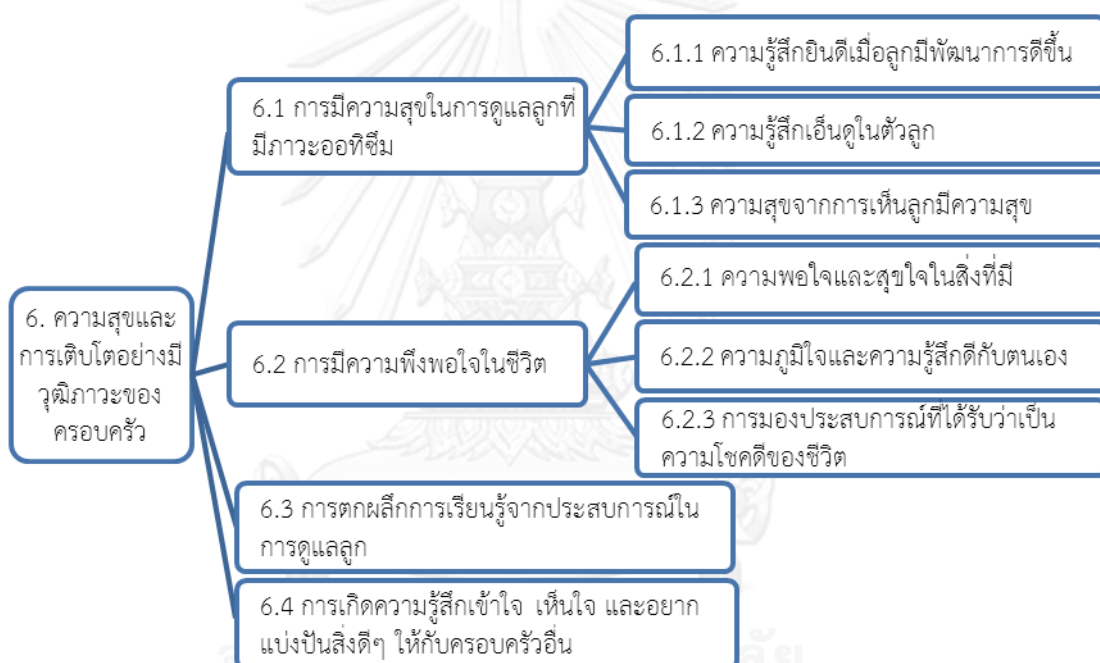 6. ความสุขและ
การเติบโตอย่างมี
วุฒิภาวะของ
ครอบครัว
6.1 การมีความสุขในการดูแลลูกที่
มีภาวะออทิซึม
6.1.1 ความรู้สึกยินดีเมื่อลูกมีพัฒนาการดีขึ้น
6.1.2 ความรู้สึกเอ็นดูในตัวลูก
6.1.3 ความสุขจากการเห็นลูกมีความสุข
6.2 การมีความพึงพอใจในชีวิต
6.2.1 ความพอใจและสุขใจในสิ่งที่มี
6.2.2 ความภูมิใจและความรู้สึกดีกับตนเอง
6.2.3 การมองประสบการณ์ที่ได้รับว่าเป็น
ความโชคดีของชีวิต
6.3 การตกผลึกการเรียนรู้จากประสบการณ์ใน
การดูแลลูก
6.4 การเกิดความรู้สึกเข้าใจ เห็นใจ และอยาก
แบ่งปันสิ่งดีๆ ให้กับครอบครัวอื่น